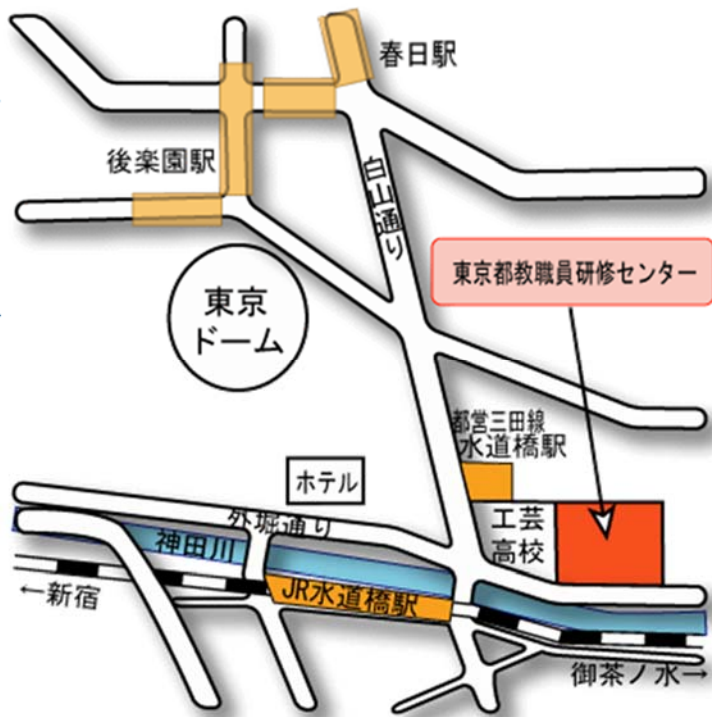 春日駅
後楽園駅
白山通り
東京都教職員研修センター
東京
ドーム
都営三田線
水道橋駅
ホテル
工芸
高校
外堀通り
神田川
JR水道橋駅
←新宿
御茶ノ水→